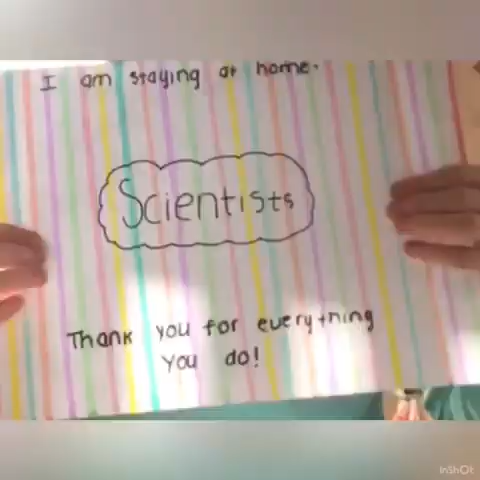 I am staying at home.
Scientists
Thank you for everything
you do!
InShOt